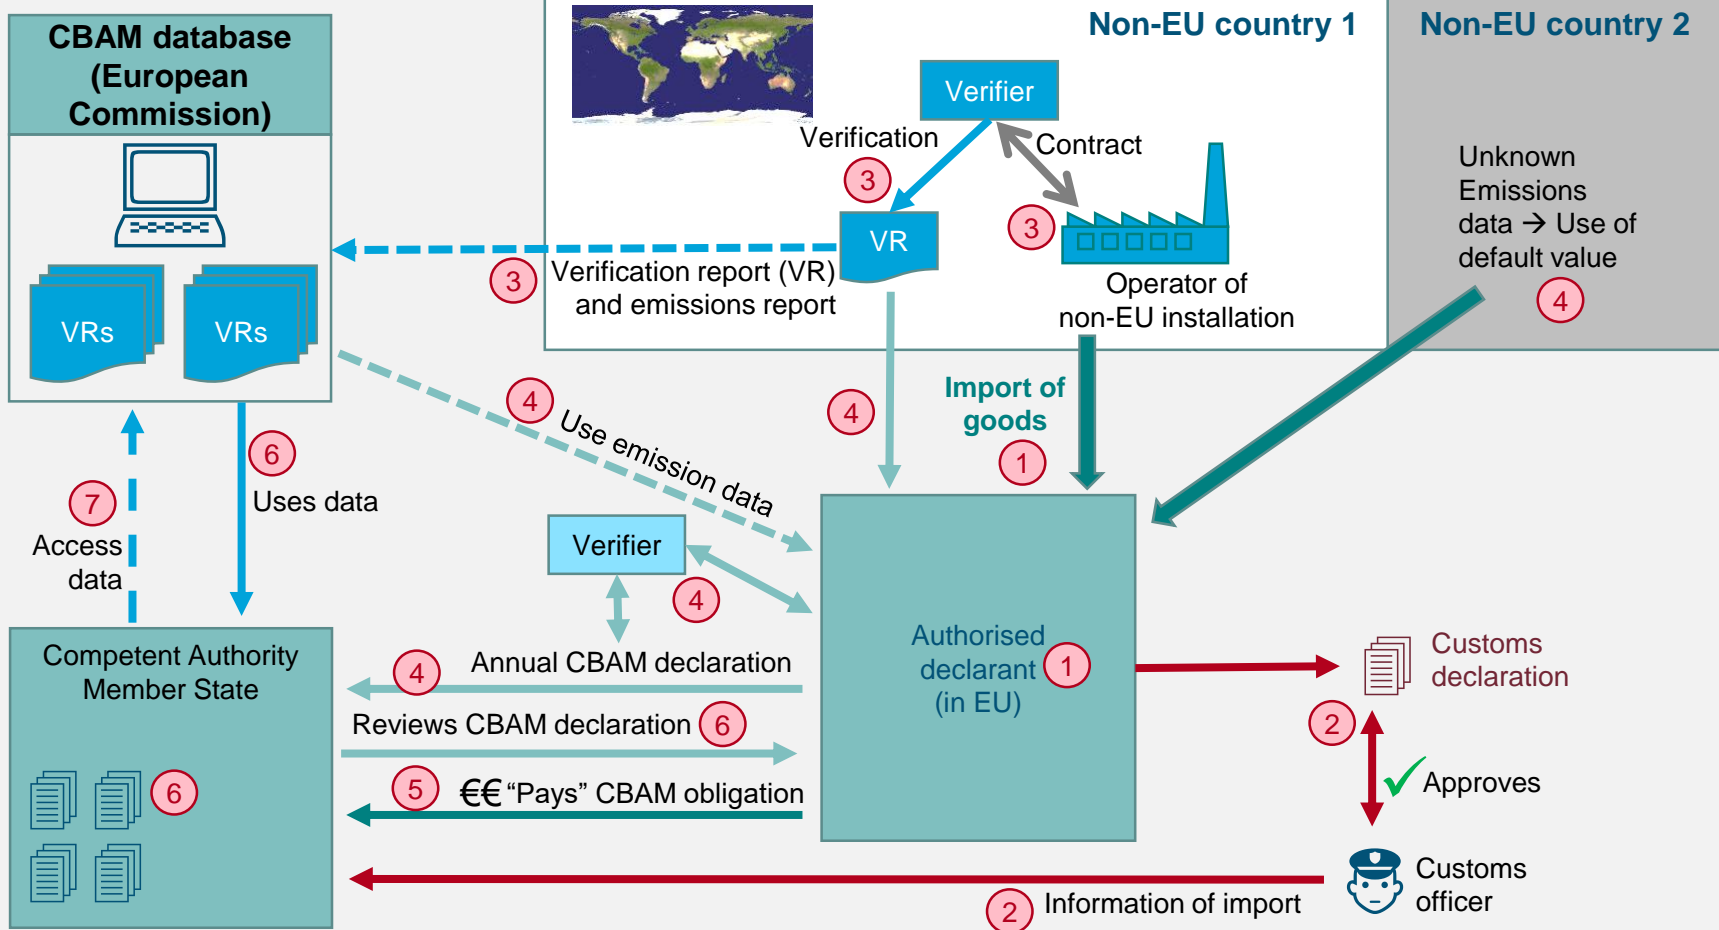 CBAM database
(European
Commission)
VRs
VRs
Non-EU country 1
Non-EU country 2
Verifier
Verification
3
Contract
3
VR
3
Verification report (VR)
and emissions report
Operator of
non-EU installation
Unknown
Emissions
data → Use of
default value
4
4
Use emission data
4
Import of
goods
1
6
Uses data
7
Access
data
Verifier
4
Competent Authority
Member State
6
4
Annual CBAM declaration
Reviews CBAM declaration
6
5
€€ “Pays” CBAM obligation
Authorised
declarant
(in EU)
1
Customs
declaration
2
Approves
Customs
officer
2
Information of import